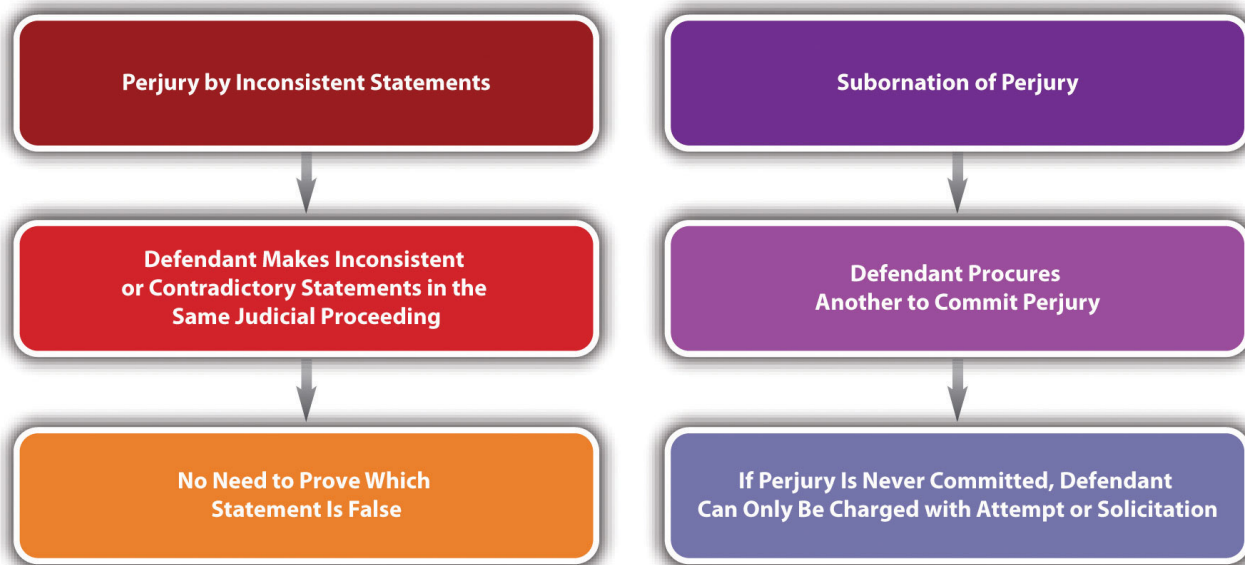 Perjury by Inconsistent Statements
Defendant Makes Inconsistent
or Contradictory Statements in the
Same Judicial Proceeding
No Need to Prove Which
Statement Is False
Subornation of Perjury
Defendant Procures
Another to Commit Perjury
If Perjury Is Never Committed, Defendant
Can Only Be Charged with Attempt or Solicitation